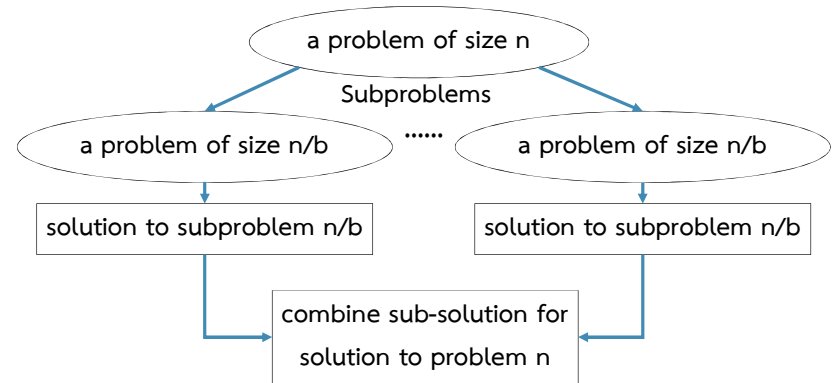 a problem of size n
Subproblems
a problem of size n/b
......
a problem of size n/b
solution to subproblem n/b
solution to subproblem n/b
combine sub-solution for
solution to problem n